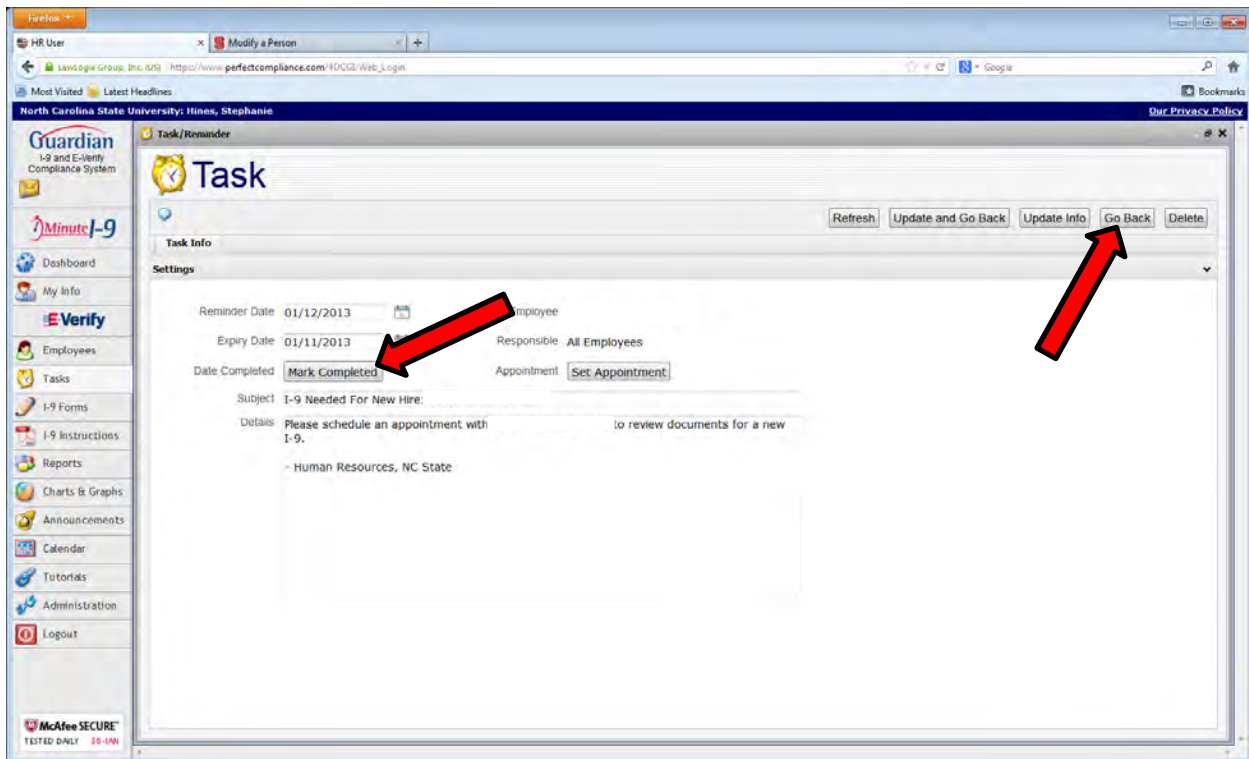 Firefox
HR User
Modify a Person
LawLogix Group, Inc. (US) https://www.perfectcompliance.com/4DCGI/Web_Login
Google
Most Visited Latest Headlines
Bookmarks
North Carolina State University: Hines, Stephanie
Our Privacy Policy
Guardian
I-9 and E-Verify
Compliance System
Task/Reminder
Task
Minute I-9
Refresh Update and Go Back Update Info Go Back Delete
Task Info
Settings
Dashboard
My Info
E-Verify
Employees
Tasks
I-9 Forms
I-9 Instructions
Reports
Charts & Graphs
Announcements
Calendar
Tutorials
Administration
Logout
Reminder Date 01/12/2013
Expiry Date 01/11/2013 Responsible All Employees
Date Completed Mark Completed Appointment Set Appointment
Subject I-9 Needed For New Hire:
Details Please schedule an appointment with to review documents for a new
I-9.
- Human Resources, NC State
McAfee SECURE
TESTED DAILY 30-JAN